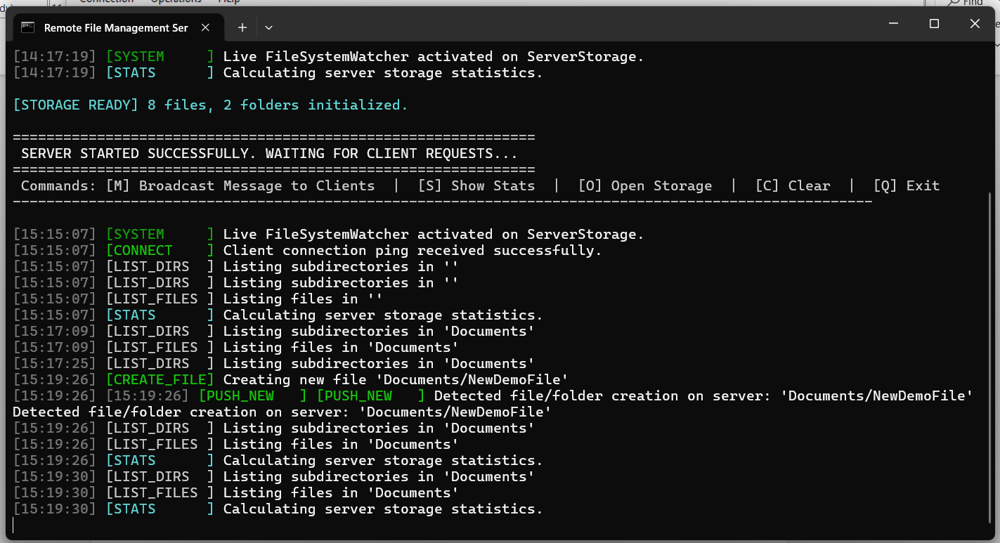 Connection Operations Help
Find
Remote File Management Ser
[14:17:19] [SYSTEM     ] Live FileSystemWatcher activated on ServerStorage.
[14:17:19] [STATS      ] Calculating server storage statistics.
[STORAGE READY] 8 files, 2 folders initialized.
==============================================================
SERVER STARTED SUCCESSFULLY. WAITING FOR CLIENT REQUESTS...
==============================================================
Commands: [M] Broadcast Message to Clients  |  [S] Show Stats  |  [O] Open Storage  |  [C] Clear  |  [Q] Exit
------------------------------------------------------------------------------------------------------
[15:15:07] [SYSTEM     ] Live FileSystemWatcher activated on ServerStorage.
[15:15:07] [CONNECT    ] Client connection ping received successfully.
[15:15:07] [LIST_DIRS  ] Listing subdirectories in ''
[15:15:07] [LIST_DIRS  ] Listing subdirectories in ''
[15:15:07] [LIST_FILES ] Listing files in ''
[15:15:07] [STATS      ] Calculating server storage statistics.
[15:17:09] [LIST_DIRS  ] Listing subdirectories in 'Documents'
[15:17:09] [LIST_FILES ] Listing files in 'Documents'
[15:17:25] [LIST_DIRS  ] Listing subdirectories in 'Documents'
[15:19:26] [CREATE_FILE] Creating new file 'Documents/NewDemoFile'
[15:19:26] [15:19:26] [PUSH_NEW   ] [PUSH_NEW   ] Detected file/folder creation on server: 'Documents/NewDemoFile'
Detected file/folder creation on server: 'Documents/NewDemoFile'
[15:19:26] [LIST_DIRS  ] Listing subdirectories in 'Documents'
[15:19:26] [LIST_FILES ] Listing files in 'Documents'
[15:19:26] [STATS      ] Calculating server storage statistics.
[15:19:30] [LIST_DIRS  ] Listing subdirectories in 'Documents'
[15:19:30] [LIST_FILES ] Listing files in 'Documents'
[15:19:30] [STATS      ] Calculating server storage statistics.